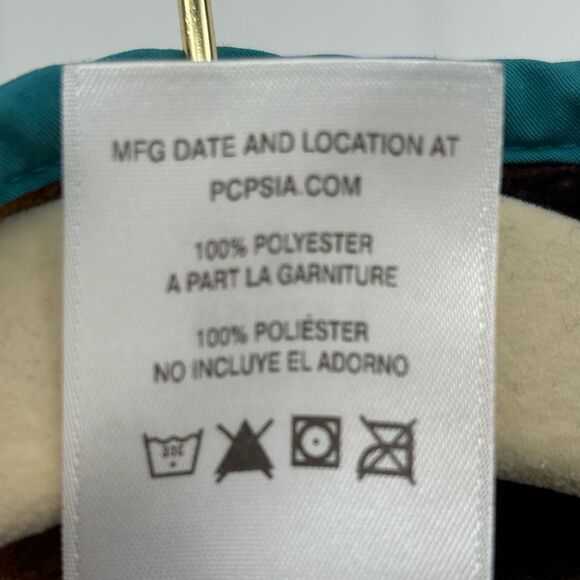 MFG DATE AND LOCATION AT
PCPSIA.COM
100% POLYESTER
A PART LA GARNITURE
100% POLIÉSTER
NO INCLUYE EL ADORNO